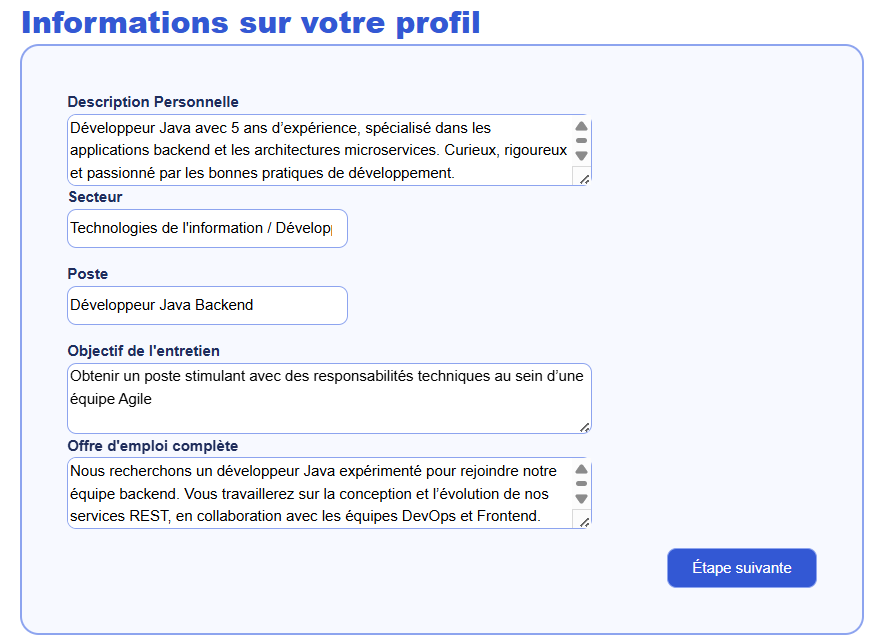 Informations sur votre profil
Description Personnelle
Développeur Java avec 5 ans d’expérience, spécialisé dans les
applications backend et les architectures microservices. Curieux, rigoureux
et passionné par les bonnes pratiques de développement.
Secteur
Technologies de l'information / Dévelop
Poste
Développeur Java Backend
Objectif de l'entretien
Obtenir un poste stimulant avec des responsabilités techniques au sein d’une
équipe Agile
Offre d'emploi complète
Nous recherchons un développeur Java expérimenté pour rejoindre notre
équipe backend. Vous travaillerez sur la conception et l’évolution de nos
services REST, en collaboration avec les équipes DevOps et Frontend.
Étape suivante